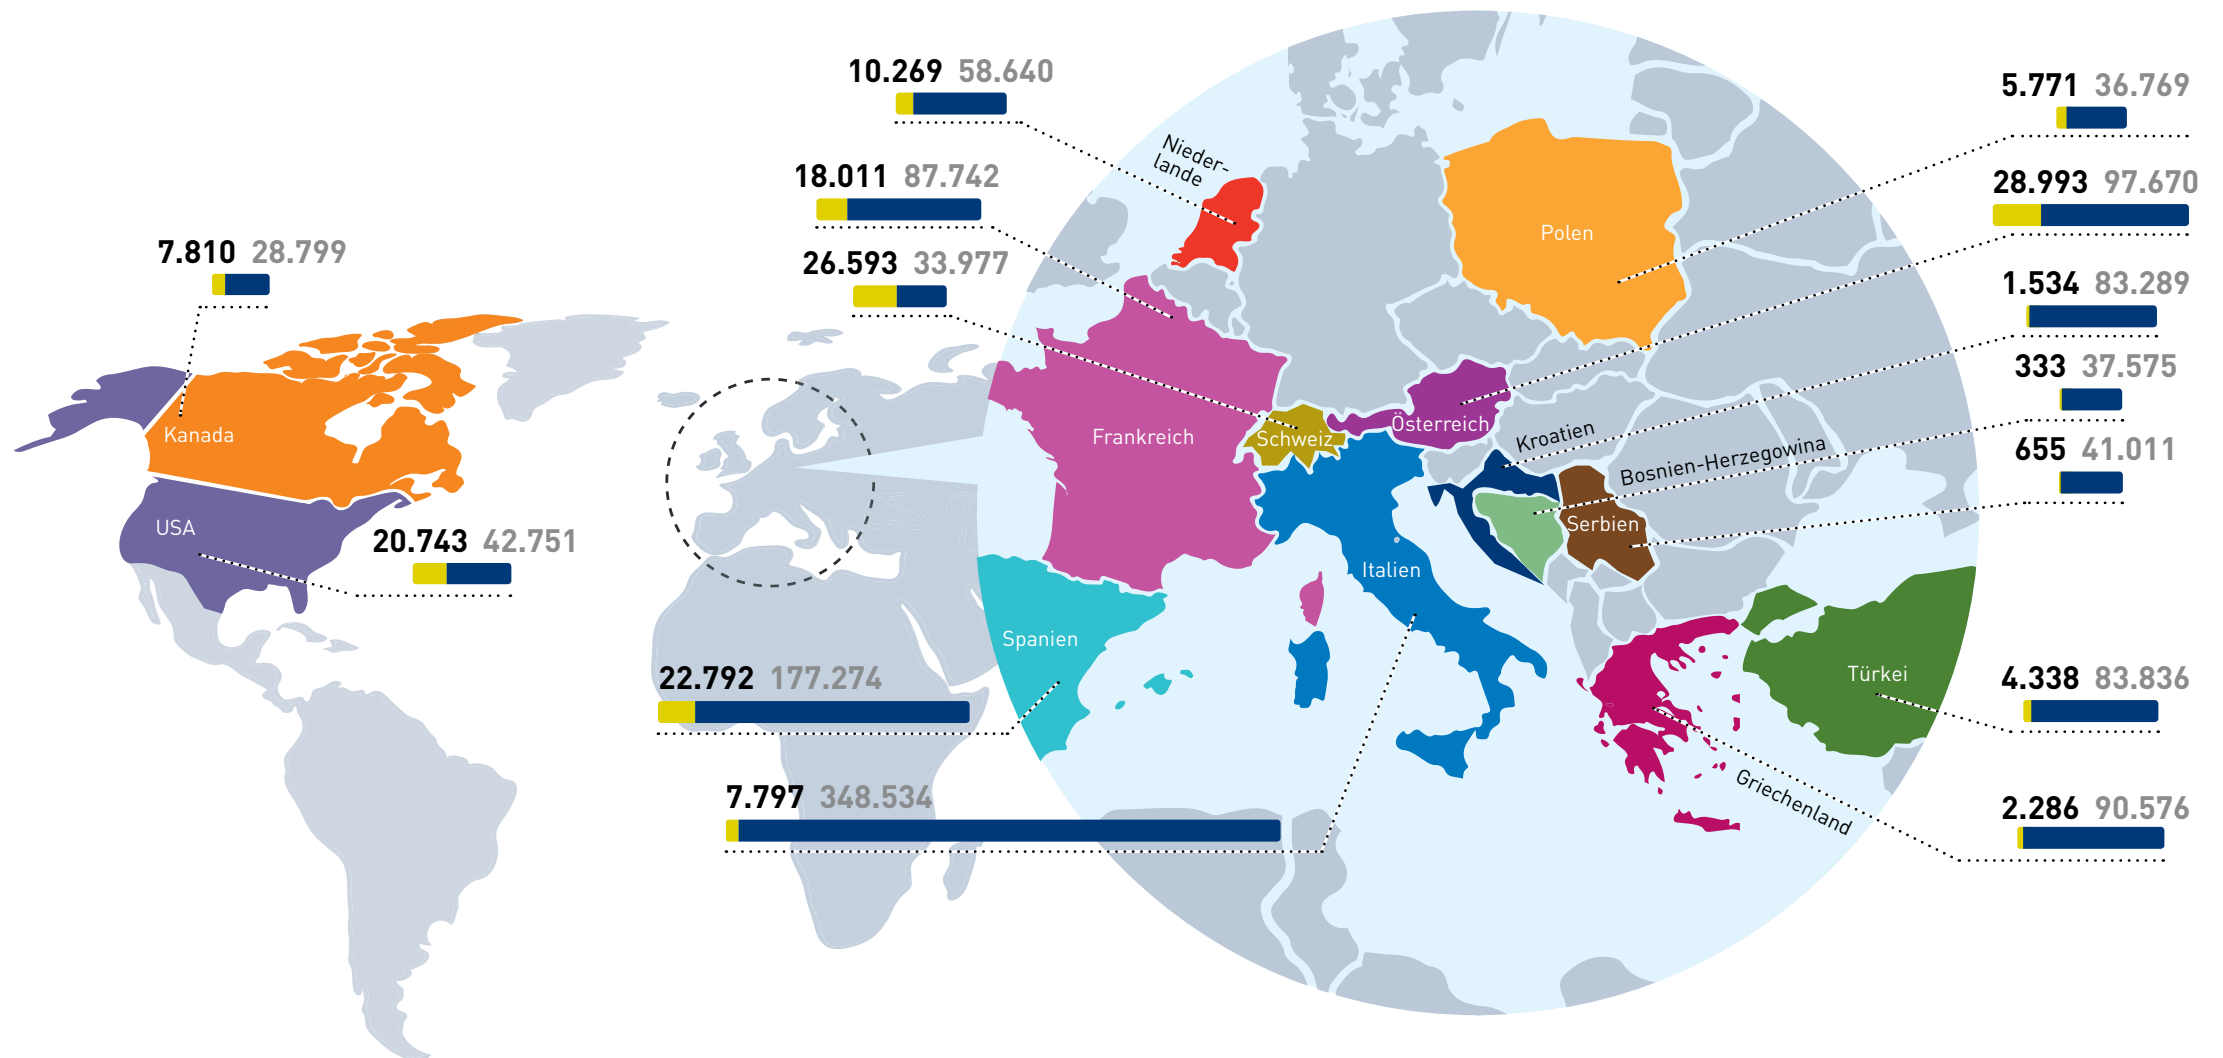 10.269 58.640
5.771 36.769
18.011 87.742
28.993 97.670
7.810 28.799
26.593 33.977
1.534 83.289
333 37.575
655 41.011
20.743 42.751
22.792 177.274
4.338 83.836
7.797 348.534
2.286 90.576
Nieder-
lande
Polen
Kanada
USA
Frankreich
Schweiz
Österreich
Kroatien
Bosnien-Herzegowina
Serbien
Italien
Spanien
Türkei
Griechenland